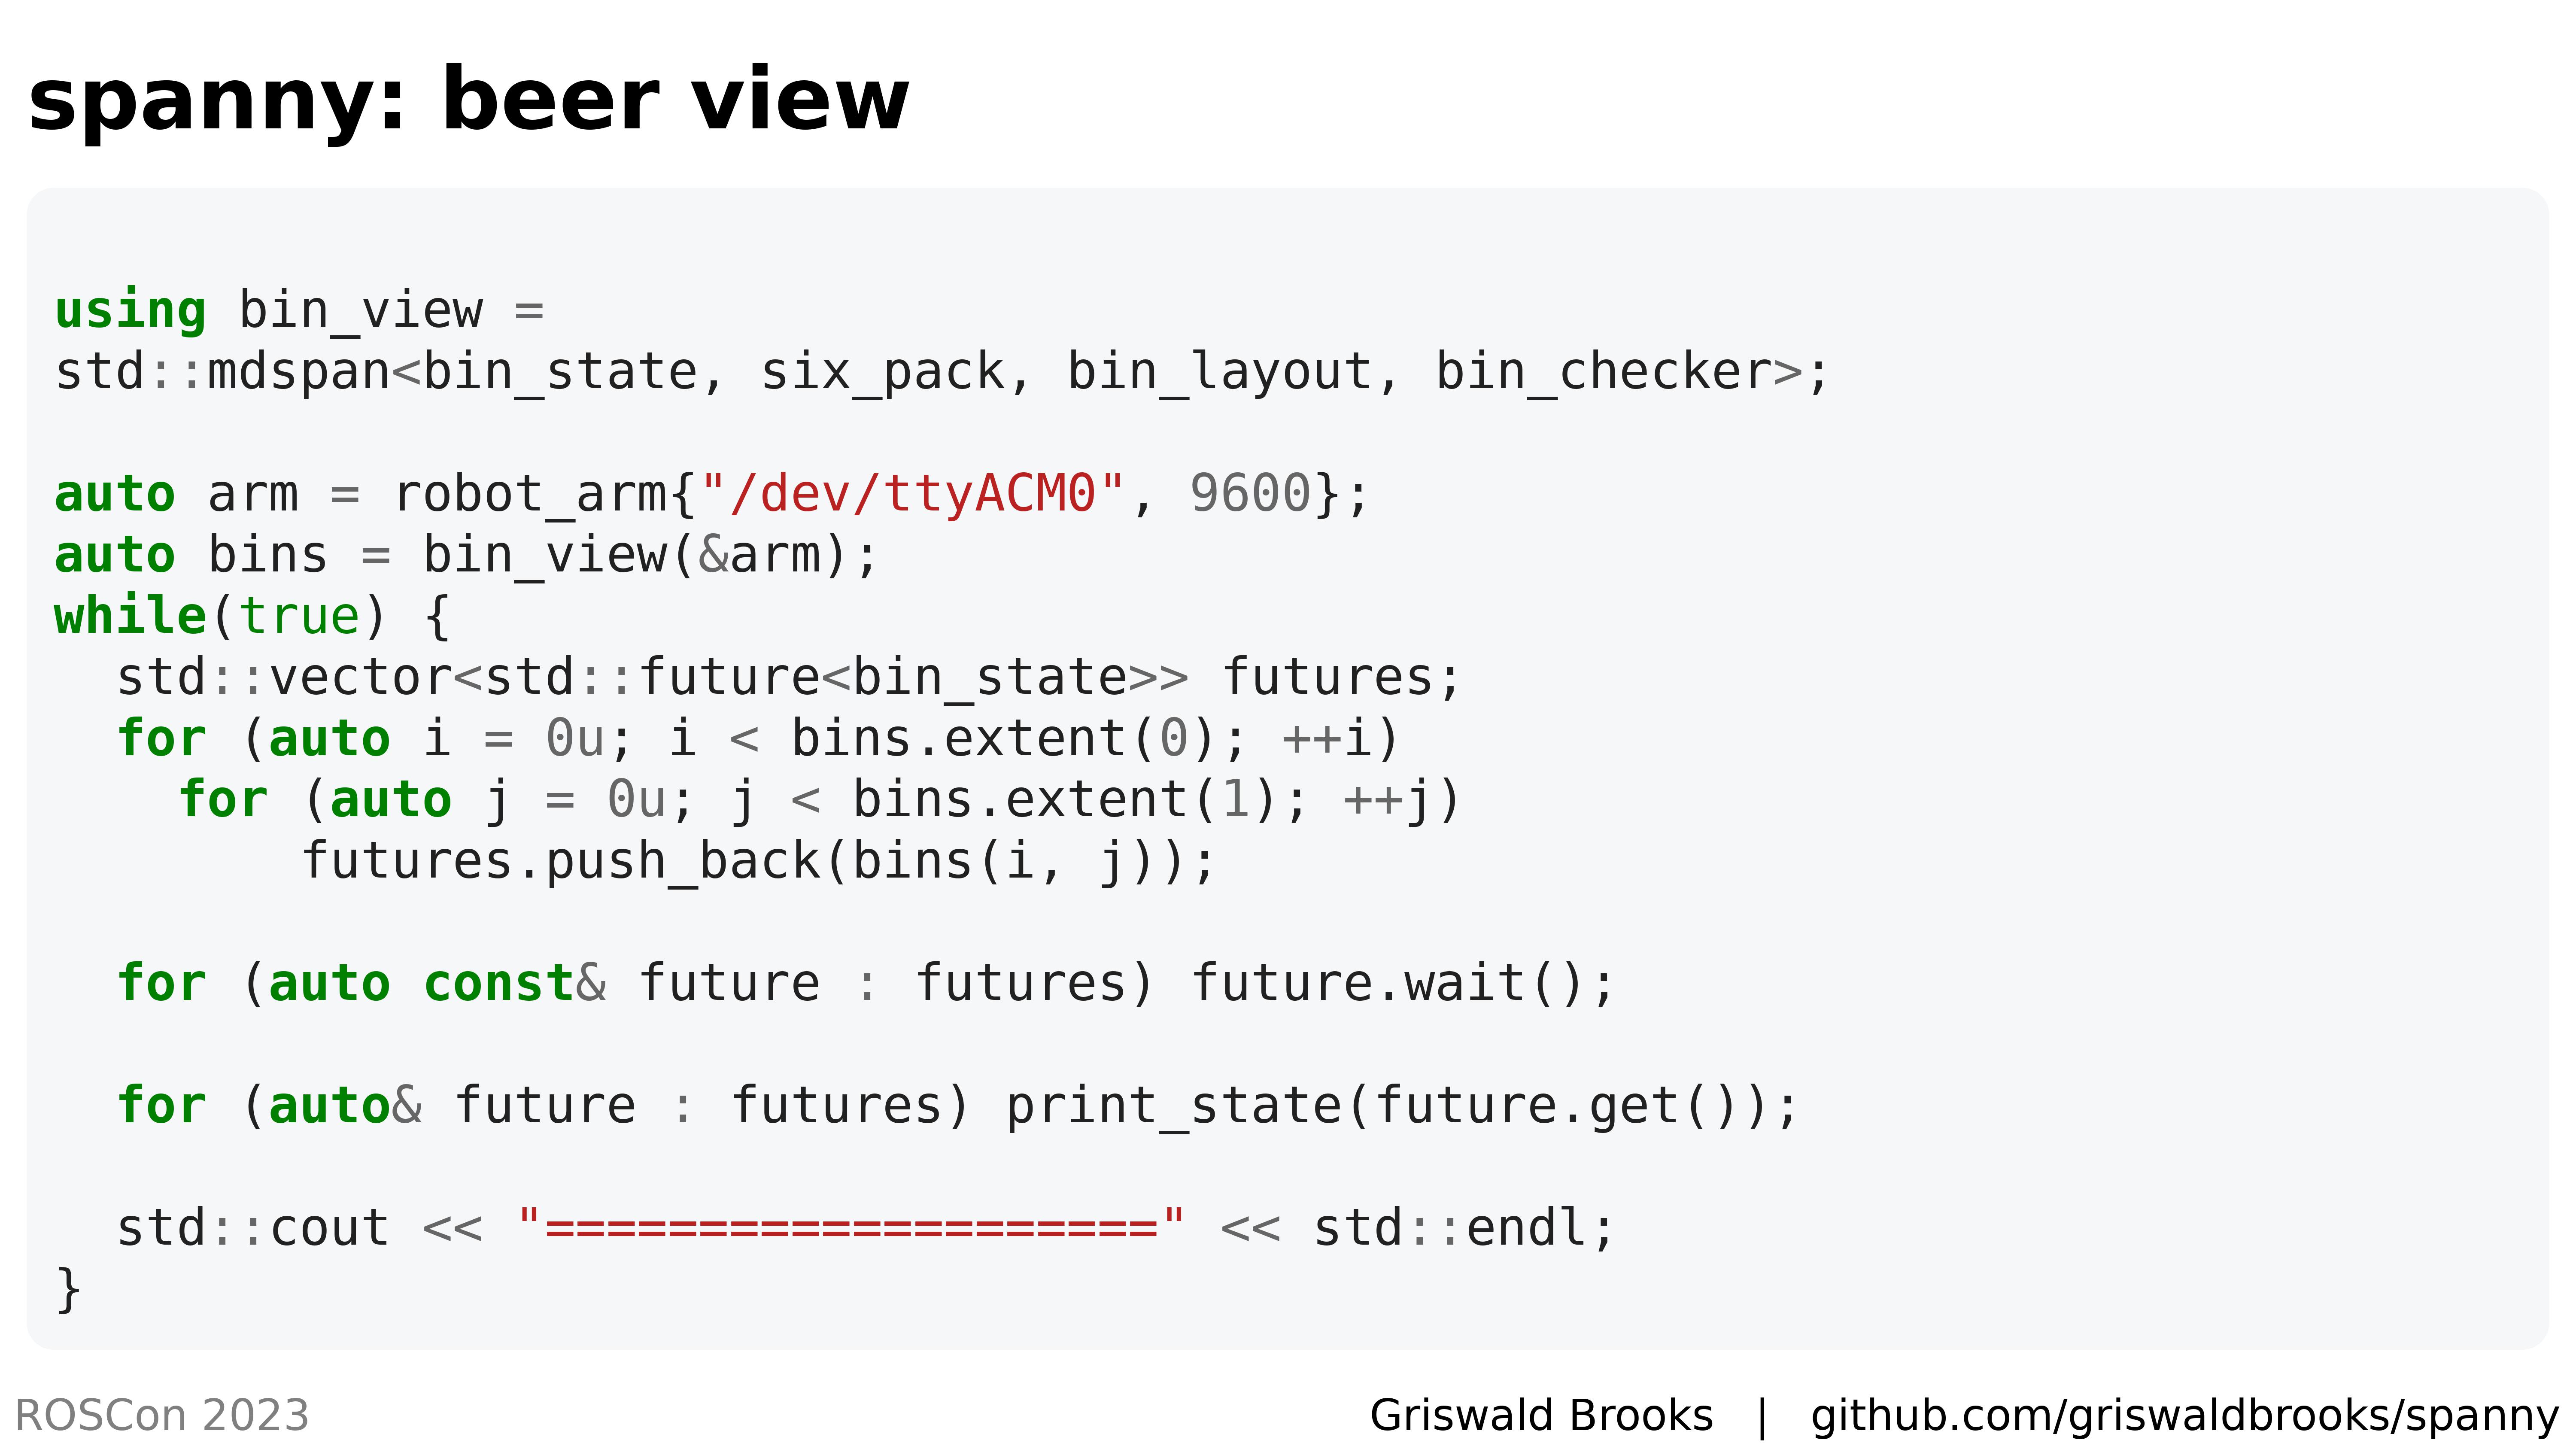 spanny: beer view
using bin_view =
std::mdspan<bin_state, six_pack, bin_layout, bin_checker>;
auto arm = robot_arm{"/dev/ttyACM0", 9600};
auto bins = bin_view(&arm);
while(true) {
  std::vector<std::future<bin_state>> futures;
  for (auto i = 0u; i < bins.extent(0); ++i)
    for (auto j = 0u; j < bins.extent(1); ++j)
        futures.push_back(bins(i, j));
  for (auto const& future : futures) future.wait();
  for (auto& future : futures) print_state(future.get());
  std::cout << "====================" << std::endl;
}
ROSCon 2023
Griswald Brooks | github.com/griswaldbrooks/spanny